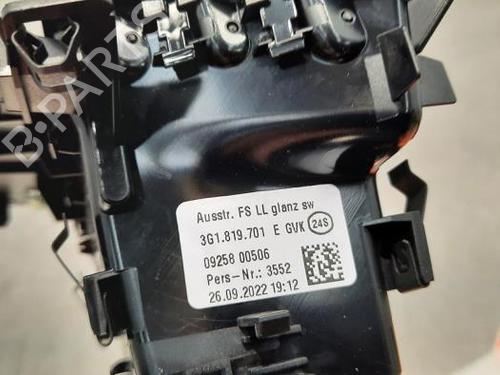 B-PARTS
Ausstr. FS LL glanz sw
3G1.819.701 E GVK 24S
09258 00506
Pers-Nr.: 3552
26.09.2022 19:12